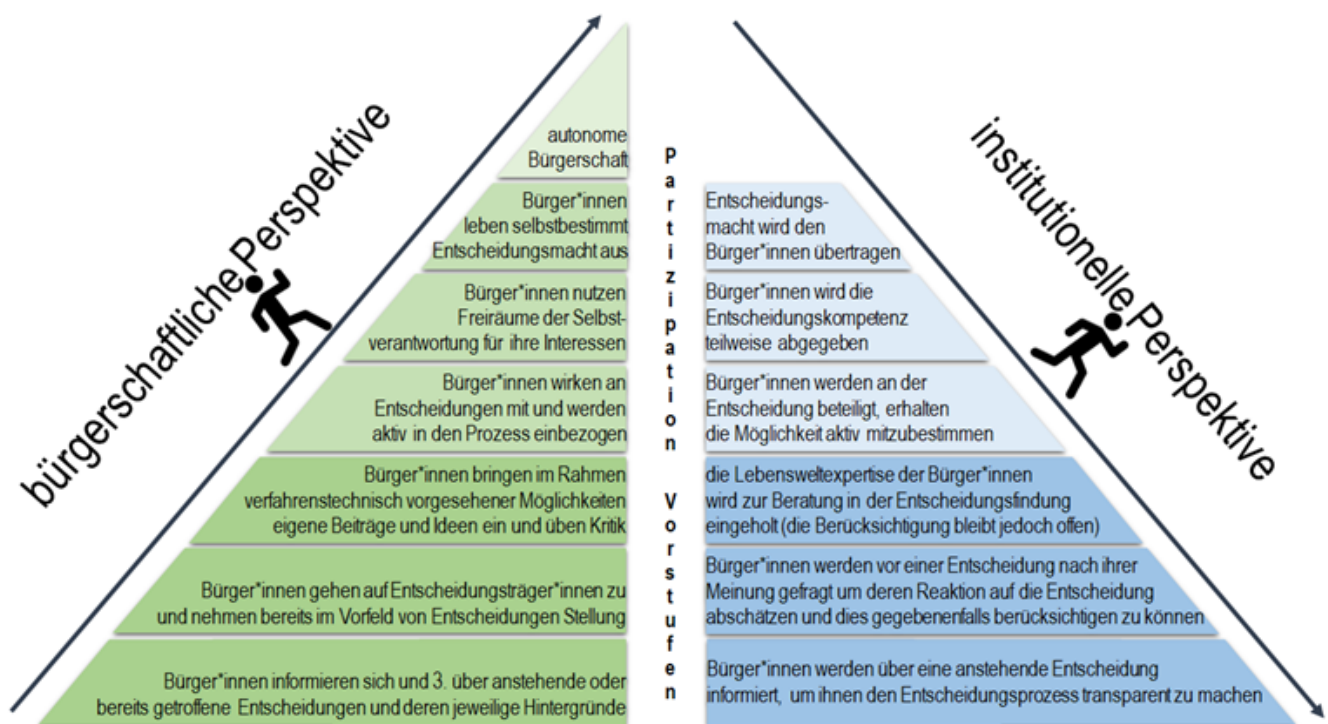 bürgerschaftliche Perspektive
autonome
Bürgerschaft
Bürger*innen
leben selbstbestimmt
Entscheidungsmacht aus
Bürger*innen nutzen
Freiräume der Selbst-
verantwortung für ihre Interessen
Bürger*innen wirken an
Entscheidungen mit und werden
aktiv in den Prozess einbezogen
Bürger*innen bringen im Rahmen
verfahrenstechnisch vorgesehener Möglichkeiten
eigene Beiträge und Ideen ein und üben Kritik
Bürger*innen gehen auf Entscheidungsträger*innen zu
und nehmen bereits im Vorfeld von Entscheidungen Stellung
Bürger*innen informieren sich und 3. über anstehende oder
bereits getroffene Entscheidungen und deren jeweilige Hintergründe
Partizipation
Vorstufen
Entscheidungs-
macht wird den
Bürger*innen übertragen
Bürger*innen wird die
Entscheidungskompetenz
teilweise abgegeben
Bürger*innen werden an der
Entscheidung beteiligt, erhalten
die Möglichkeit aktiv mitzubestimmen
die Lebensweltexpertise der Bürger*innen
wird zur Beratung in der Entscheidungsfindung
eingeholt (die Berücksichtigung bleibt jedoch offen)
Bürger*innen werden vor einer Entscheidung nach ihrer
Meinung gefragt um deren Reaktion auf die Entscheidung
abschätzen und dies gegebenenfalls berücksichtigen zu können
Bürger*innen werden über eine anstehende Entscheidung
informiert, um ihnen den Entscheidungsprozess transparent zu machen
institutionelle Perspektive